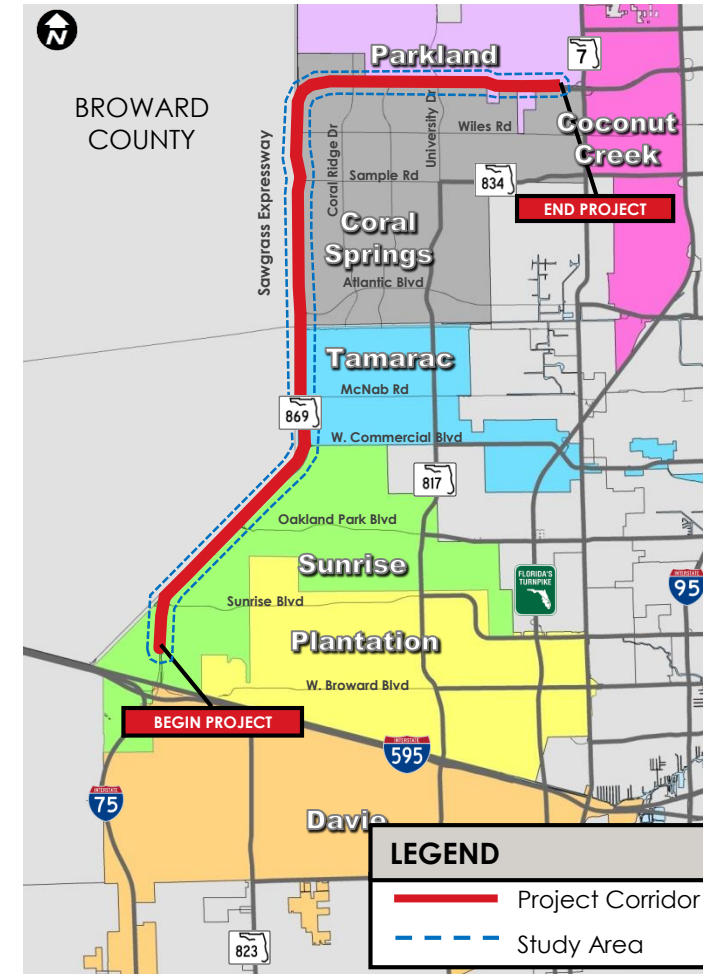 N
Parkland
7
BROWARD
COUNTY
University Dr
Wiles Rd
Coconut
Creek
Coral Ridge Dr
Sample Rd
834
END PROJECT
Sawgrass Expressway
Coral
Springs
Atlantic Blvd
Tamarac
McNab Rd
869
W. Commercial Blvd
817
Oakland Park Blvd
Sunrise
FLORIDA'S
TURNPIKE
INTERSTATE
95
Sunrise Blvd
Plantation
W. Broward Blvd
BEGIN PROJECT
INTERSTATE
595
INTERSTATE
75
Davie
LEGEND
Project Corridor
Study Area
823